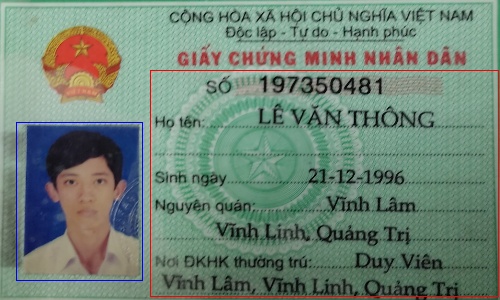 CỘNG HÒA XÃ HỘI CHỦ NGHĨA VIỆT NAM
Độc lập - Tự do - Hạnh phúc
GIẤY CHỨNG MINH NHÂN DÂN
SỐ 197350481
Họ tên: LÊ VĂN THÔNG
Sinh ngày 21-12-1996
Nguyên quán: Vĩnh Lâm
Vĩnh Linh, Quảng Trị
Nơi ĐKHK thường trú: Duy Viên
Vĩnh Lâm, Vĩnh Linh, Quảng Trị